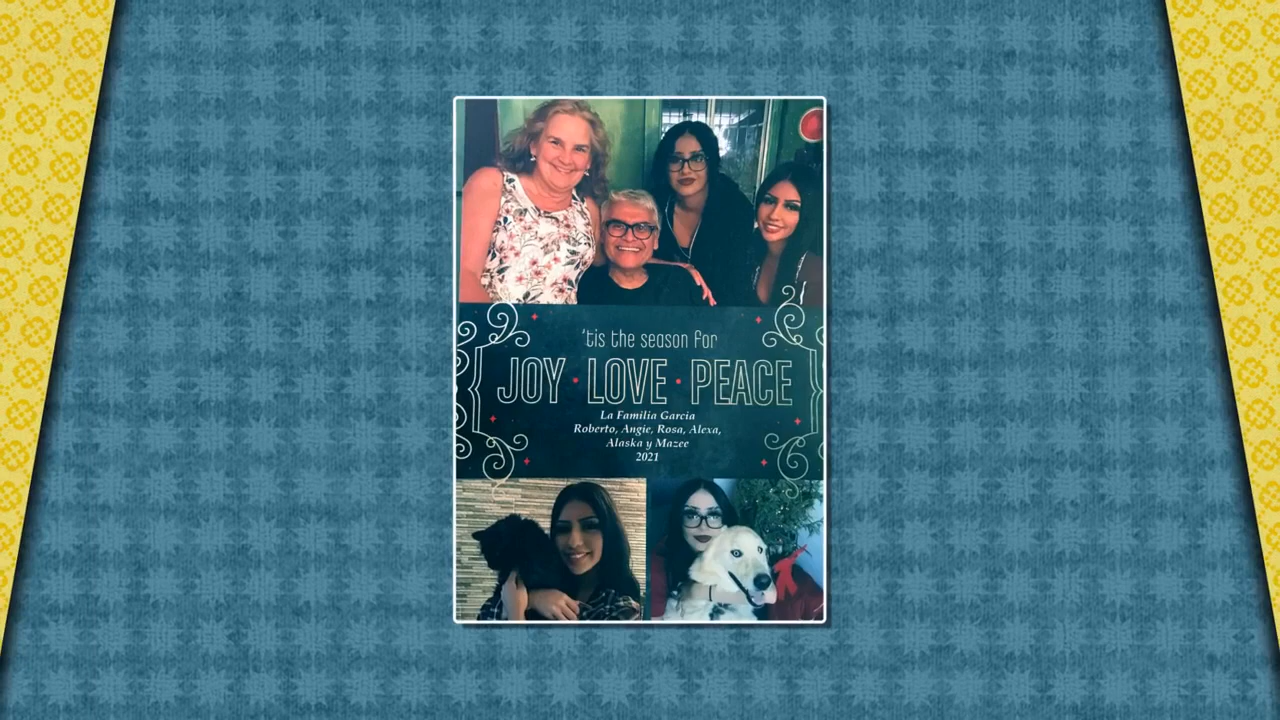 'tis the season for
JOY • LOVE • PEACE
La Familia Garcia
Roberto, Angie, Rosa, Alexa,
Alaska y Mazee
2021